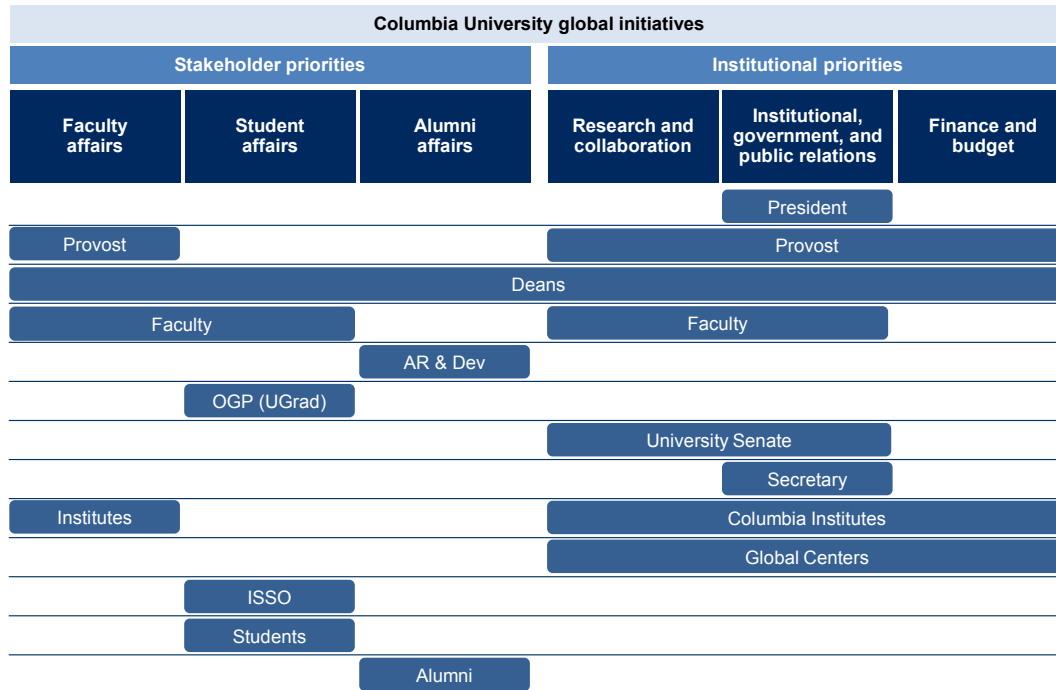 Columbia University global initiatives
Stakeholder priorities
Institutional priorities
Faculty
affairs
Student
affairs
Alumni
affairs
Research and
collaboration
Institutional,
government, and
public relations
Finance and
budget
President
Provost
Provost
Deans
Faculty
Faculty
AR & Dev
OGP (UGrad)
University Senate
Secretary
Institutes
Columbia Institutes
Global Centers
ISSO
Students
Alumni